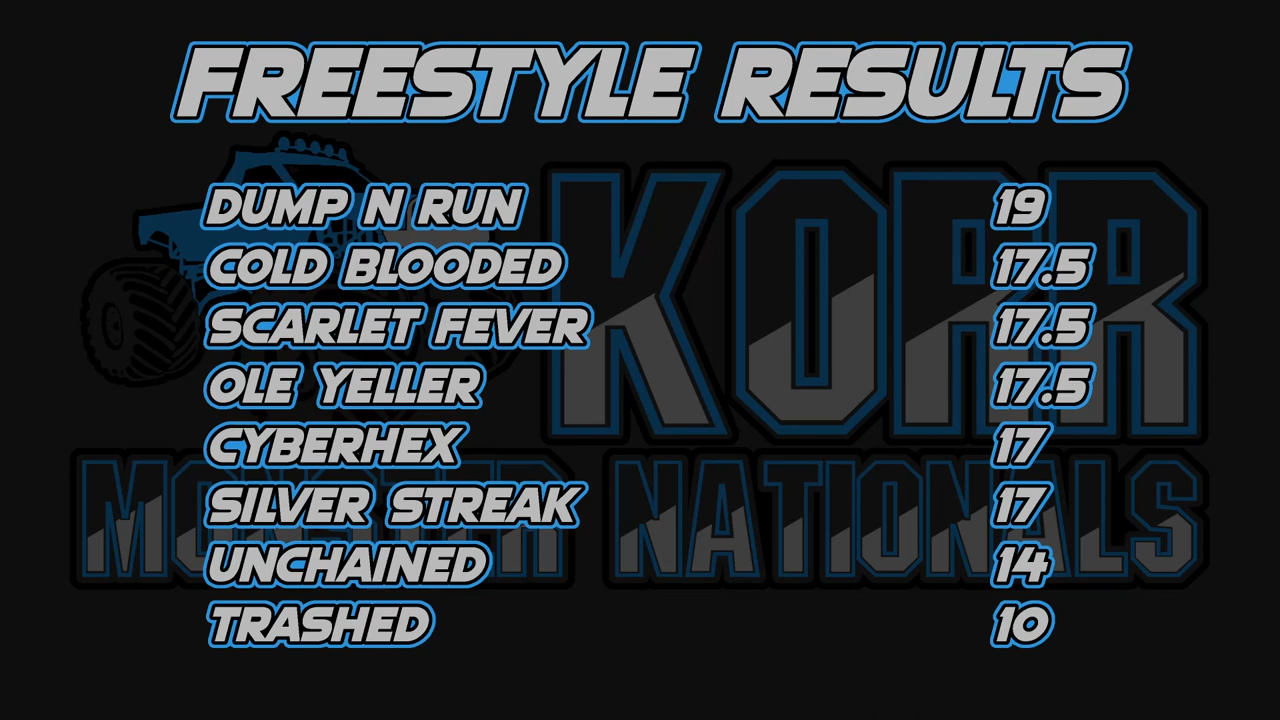 FREESTYLE RESULTS
DUMP N RUN 19
COLD BLOODED 17.5
SCARLET FEVER 17.5
OLE YELLER 17.5
CYBERHEX 17
SILVER STREAK 17
UNCHAINED 14
TRASHED 10
KORR
MONSTER NATIONALS